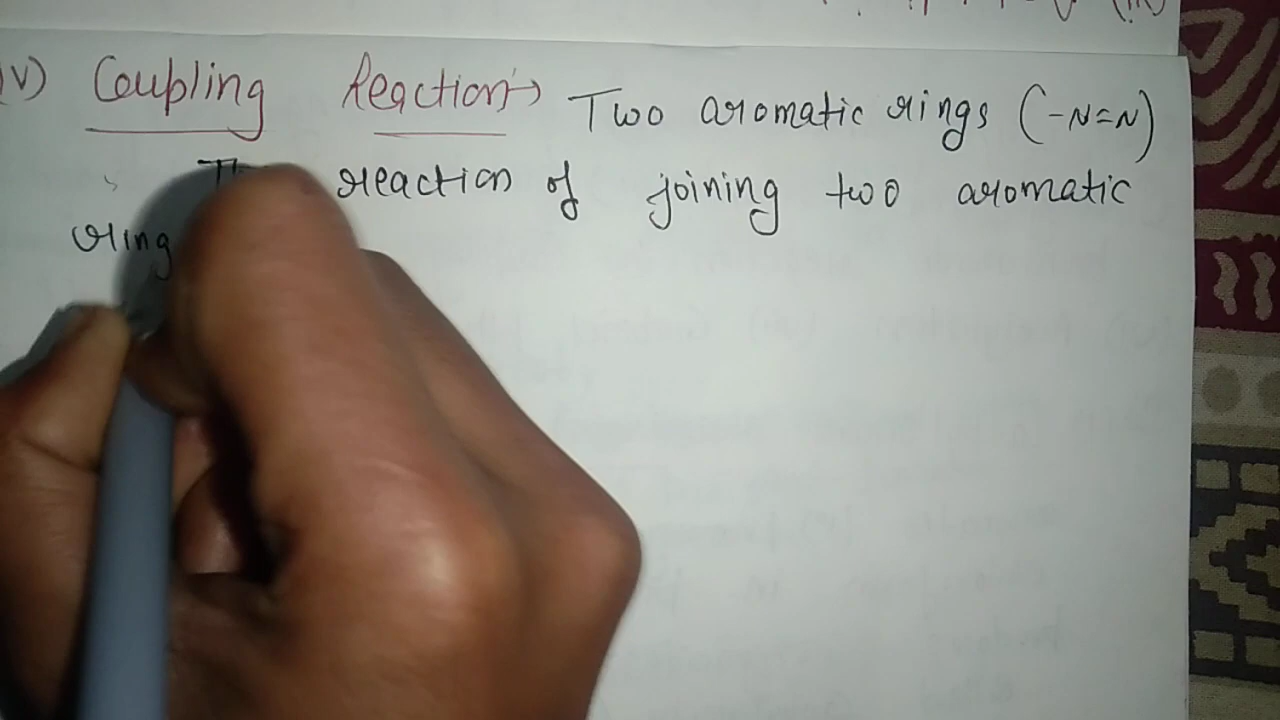 iv) Coupling Reaction:→ Two aromatic rings (-N=N)
reaction of joining two aromatic
ring